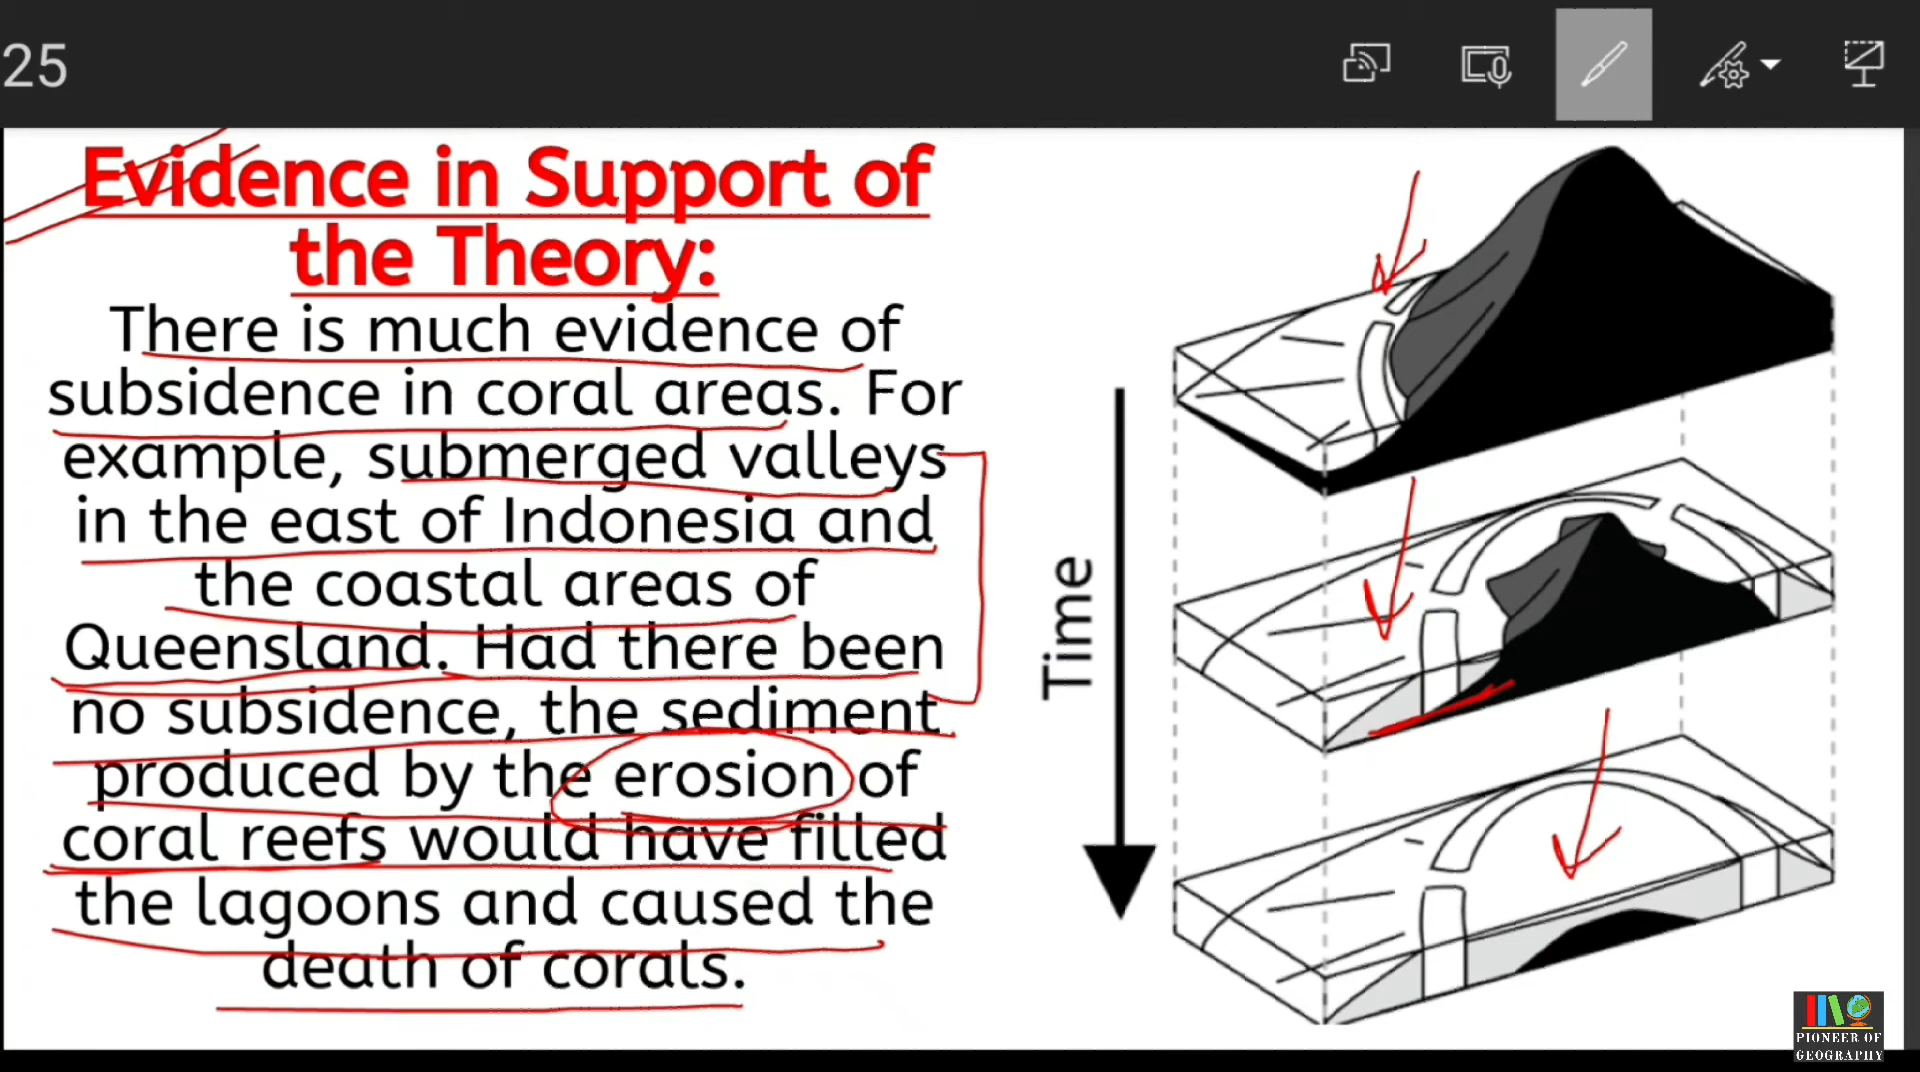 25
Evidence in Support of
the Theory:
There is much evidence of
subsidence in coral areas. For
example, submerged valleys
in the east of Indonesia and
the coastal areas of
Queensland. Had there been
no subsidence, the sediment
produced by the erosion of
coral reefs would have filled
the lagoons and caused the
death of corals.
Time
PIONEER OF
GEOGRAPHY